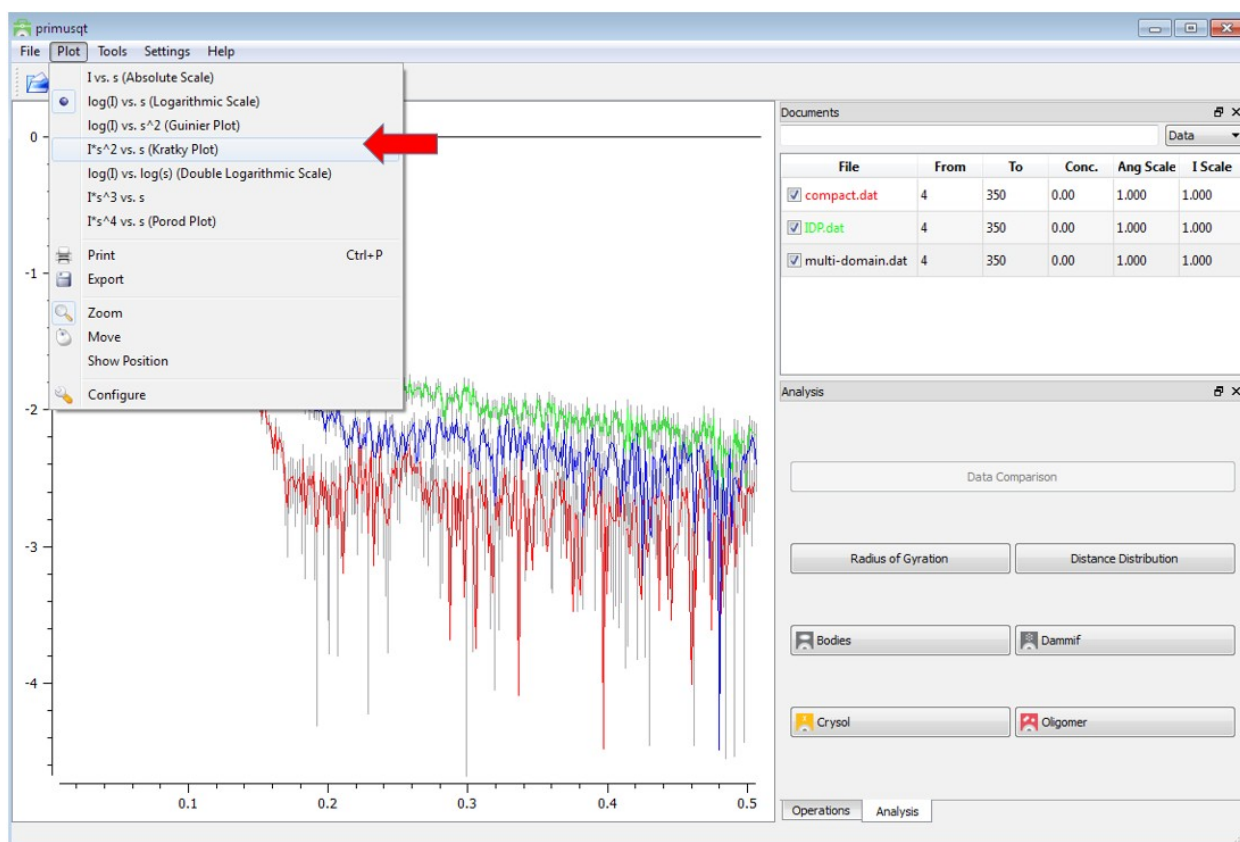 primusqt
File Plot Tools Settings Help
I vs. s (Absolute Scale)
log(I) vs. s (Logarithmic Scale)
log(I) vs. s^2 (Guinier Plot)
I*s^2 vs. s (Kratky Plot)
log(I) vs. log(s) (Double Logarithmic Scale)
I*s^3 vs. s
I*s^4 vs. s (Porod Plot)
Print Ctrl+P
Export
Zoom
Move
Show Position
Configure
0
-1
-2
-3
-4
0.1 0.2 0.3 0.4 0.5
Documents
Data
File From To Conc. Ang Scale I Scale
compact.dat 4 350 0.00 1.000 1.000
IDP.dat 4 350 0.00 1.000 1.000
multi-domain.dat 4 350 0.00 1.000 1.000
Analysis
Data Comparison
Radius of Gyration Distance Distribution
Bodies Dammif
Crysol Oligomer
Operations Analysis